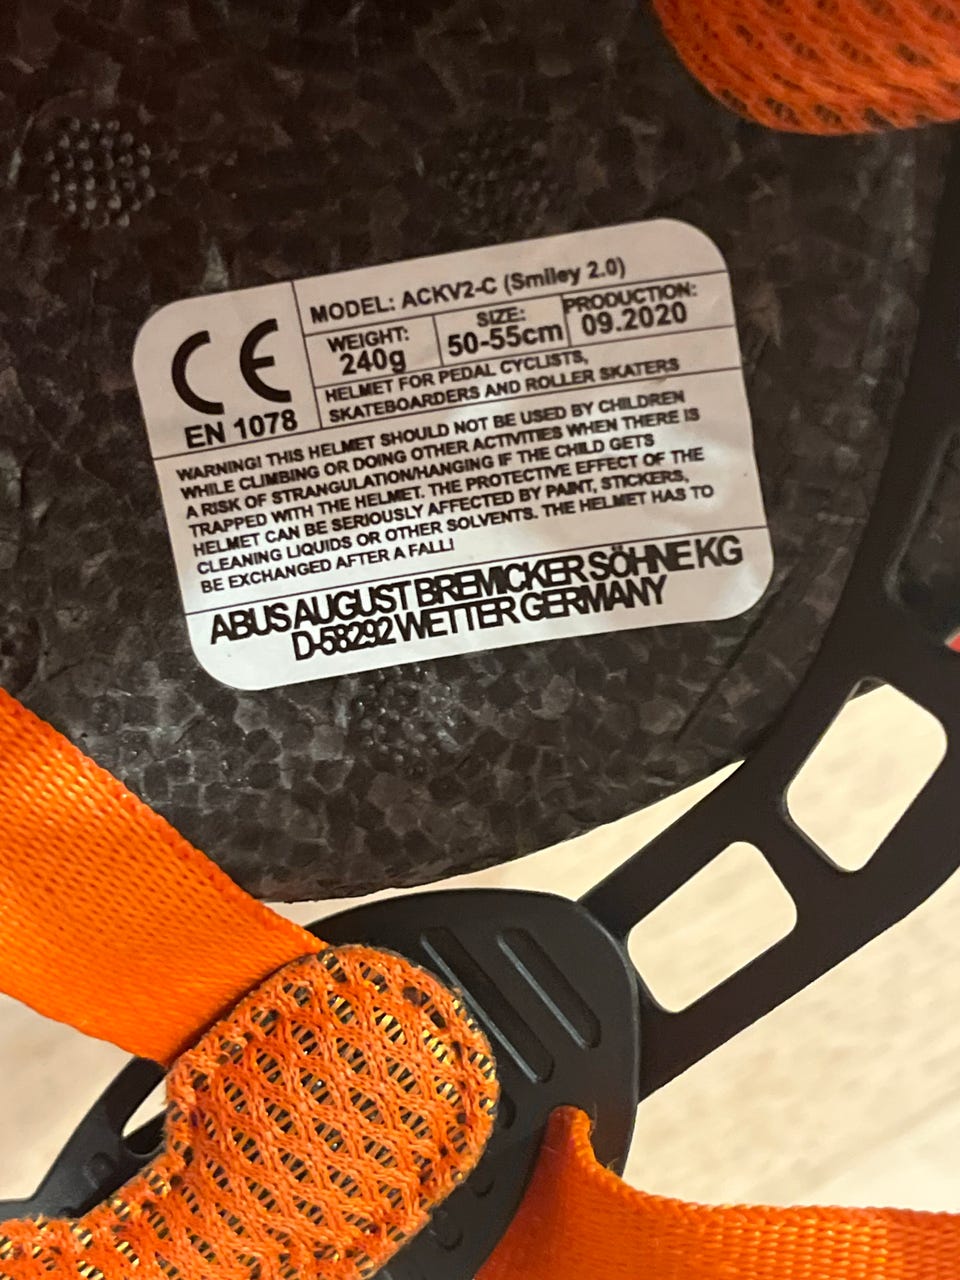 CE
EN 1078
MODEL: ACKV2-C (Smiley 2.0)
WEIGHT:
240g
SIZE:
50-55cm
PRODUCTION:
09.2020
HELMET FOR PEDAL CYCLISTS,
SKATEBOARDERS AND ROLLER SKATERS
WARNING! THIS HELMET SHOULD NOT BE USED BY CHILDREN
WHILE CLIMBING OR DOING OTHER ACTIVITIES WHEN THERE IS
A RISK OF STRANGULATION/HANGING IF THE CHILD GETS
TRAPPED WITH THE HELMET. THE PROTECTIVE EFFECT OF THE
HELMET CAN BE SERIOUSLY AFFECTED BY PAINT, STICKERS,
CLEANING LIQUIDS OR OTHER SOLVENTS. THE HELMET HAS TO
BE EXCHANGED AFTER A FALL!
ABUS AUGUST BREMICKER SÖHNE KG
D-58292 WETTER GERMANY